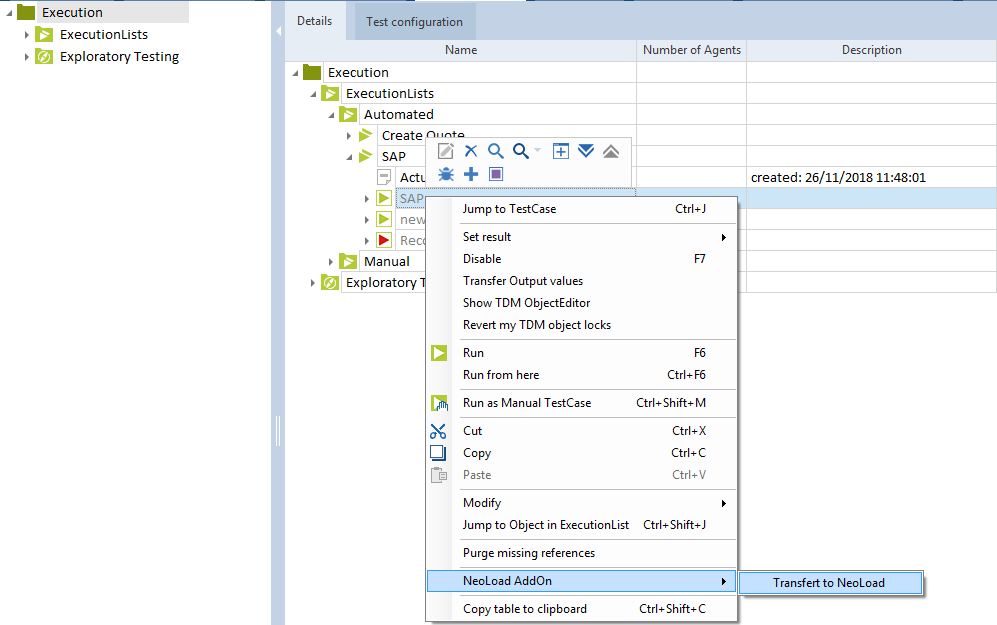 Execution
ExecutionLists
Exploratory Testing
Details Test configuration
Name Number of Agents Description
Execution
ExecutionLists
Automated
Create Quote
SAP
Actu created: 26/11/2018 11:48:01
SAP
new
Reco
Manual
Exploratory T
Jump to TestCase Ctrl+J
Set result
Disable F7
Transfer Output values
Show TDM ObjectEditor
Revert my TDM object locks
Run F6
Run from here Ctrl+F6
Run as Manual TestCase Ctrl+Shift+M
Cut Ctrl+X
Copy Ctrl+C
Paste Ctrl+V
Modify
Jump to Object in ExecutionList Ctrl+Shift+J
Purge missing references
NeoLoad AddOn Transfert to NeoLoad
Copy table to clipboard Ctrl+Shift+C